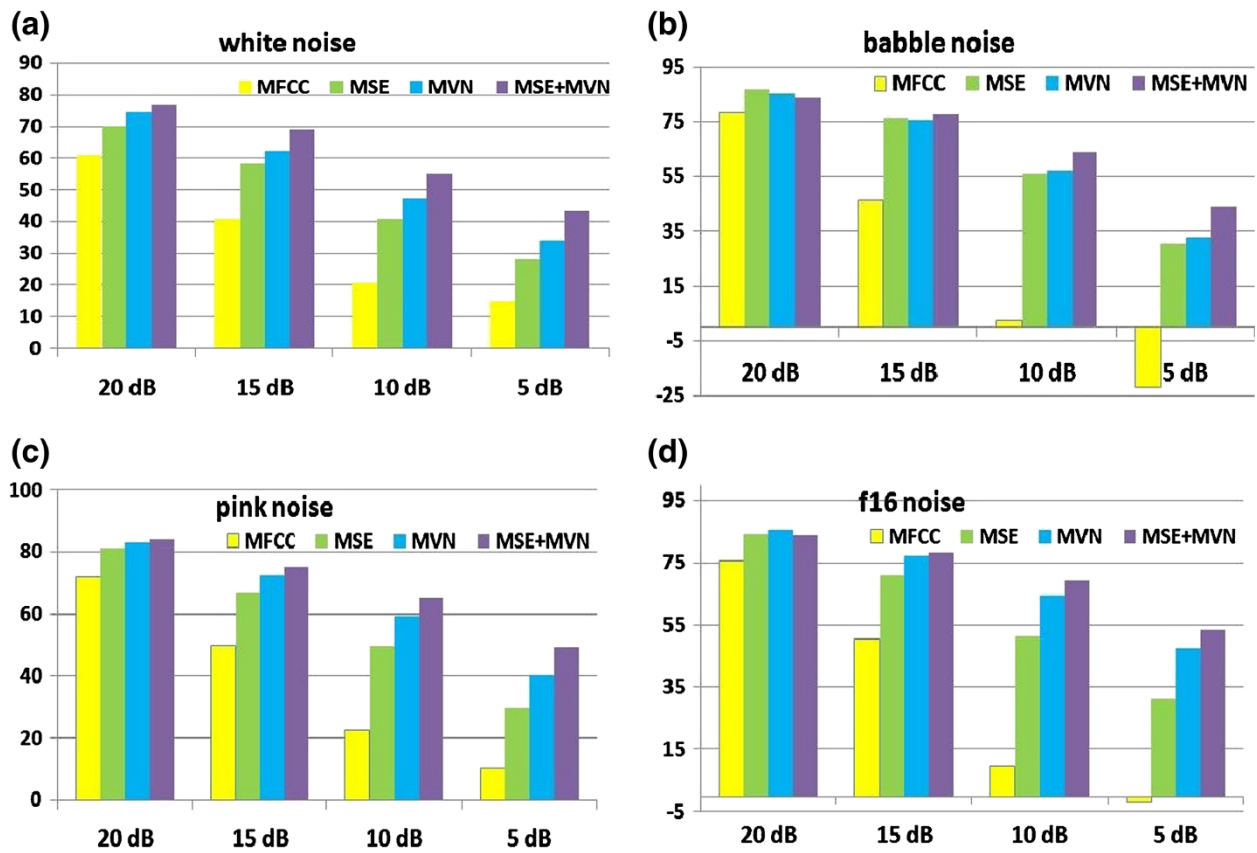 (a)
white noise
MFCC MSE MVN MSE+MVN
90
80
70
60
50
40
30
20
10
0
20 dB 15 dB 10 dB 5 dB
(b)
babble noise
MFCC MSE MVN MSE+MVN
95
75
55
35
15
-5
-25
20 dB 15 dB 10 dB 5 dB
(c)
pink noise
MFCC MSE MVN MSE+MVN
100
80
60
40
20
0
20 dB 15 dB 10 dB 5 dB
(d)
f16 noise
MFCC MSE MVN MSE+MVN
95
75
55
35
15
-5
20 dB 15 dB 10 dB 5 dB